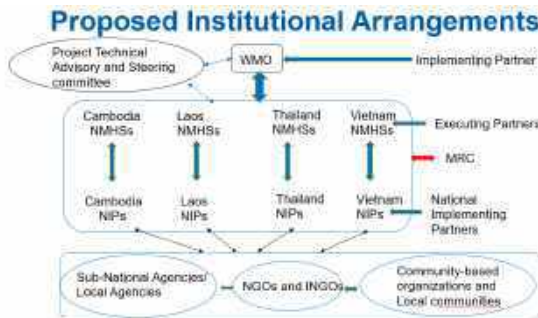 Proposed Institutional Arrangements
Project Technical
Advisory and Steering
committee
WMO
Implementing Partner
Cambodia
NMHSs
Laos
NMHSs
Thailand
NMHSs
Vietnam
NMHSs
Executing Partners
MRC
Cambodia
NIPs
Laos
NIPs
Thailand
NIPs
Vietnam
NIPs
National
Implementing
Partners
Sub-National Agencies/
Local Agencies
NGOs and INGOs
Community-based
organizations and
Local communities